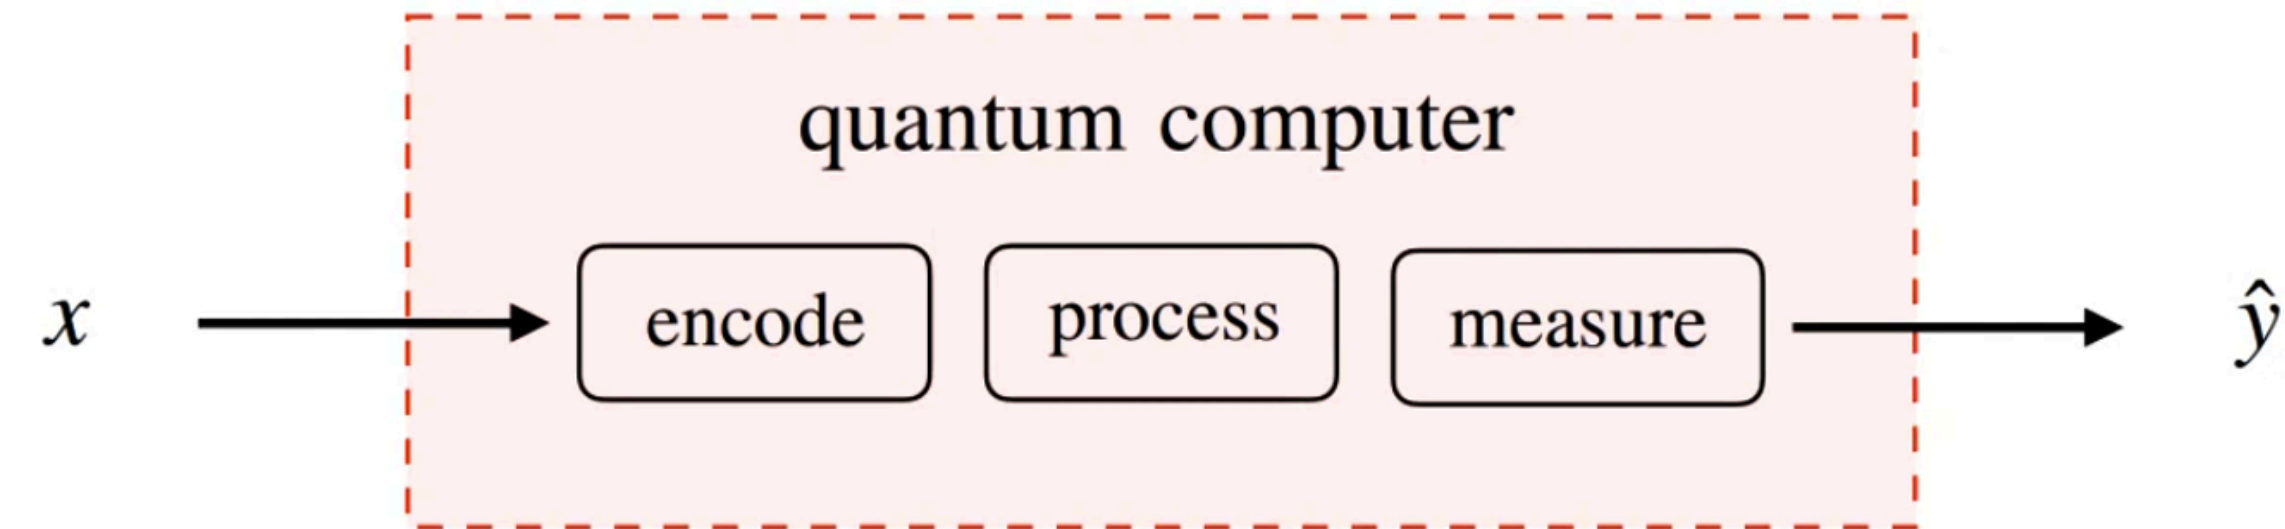 quantum computer
x encode process measure ŷ